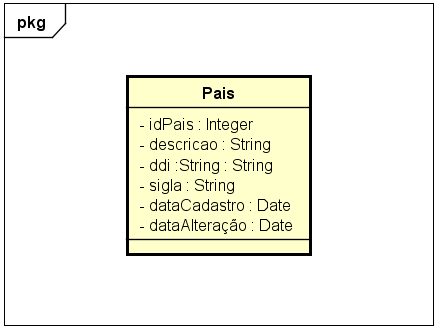 pkg
Pais
- idPais : Integer
- descricao : String
- ddi :String : String
- sigla : String
- dataCadastro : Date
- dataAlteração : Date